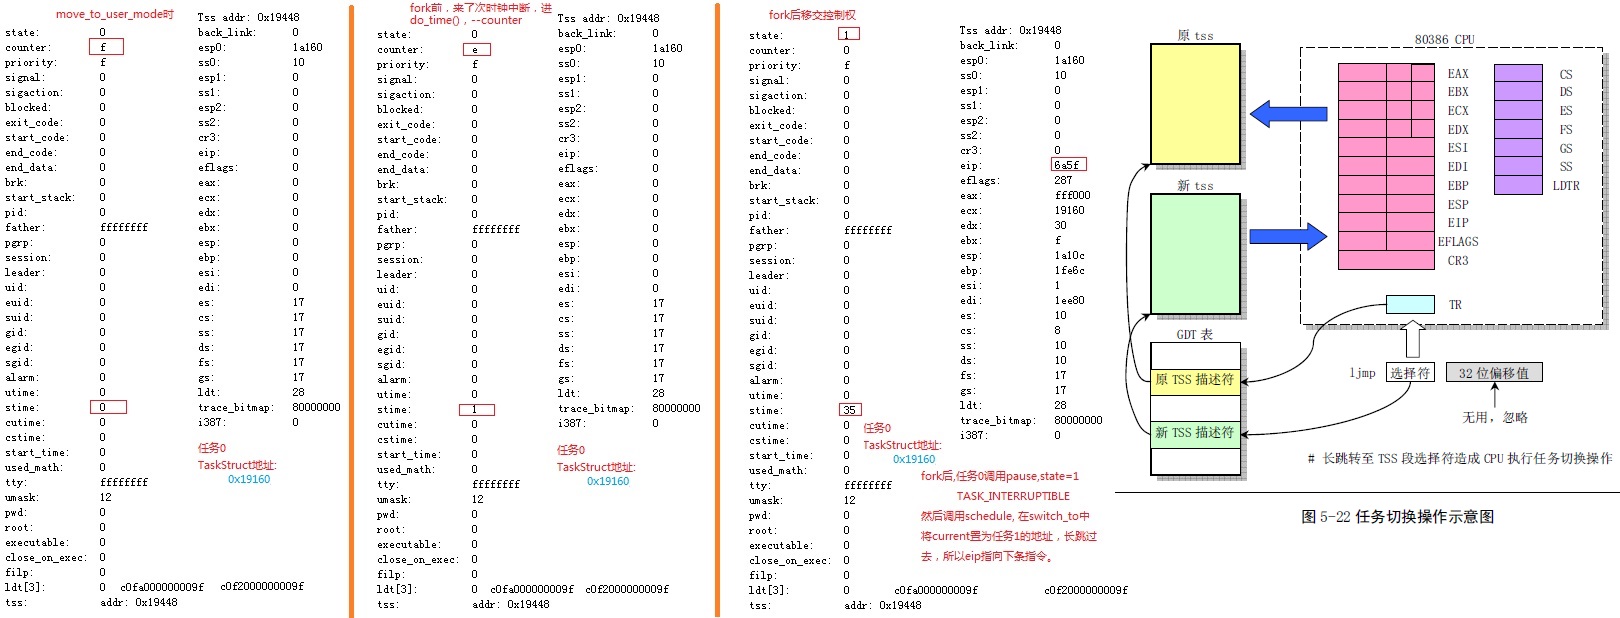 move_to_user_mode时
Tss addr: 0x19448
state: 0
counter: f
priority: f
signal: 0
sigaction: 0
blocked: 0
exit_code: 0
start_code: 0
end_code: 0
end_data: 0
brk: 0
start_stack: 0
pid: 0
father: ffffffff
pgrp: 0
session: 0
leader: 0
uid: 0
euid: 0
suid: 0
gid: 0
egid: 0
sgid: 0
alarm: 0
utime: 0
stime: 0
cutime: 0
cstime: 0
start_time: 0
used_math: 0
tty: ffffffff
umask: 12
pwd: 0
root: 0
executable: 0
close_on_exec: 0
filp: 0
ldt[3]: 0 c0fa000000009f c0f2000000009f
tss: addr: 0x19448
back_link: 0
esp0: 1a160
ss0: 10
esp1: 0
ss1: 0
esp2: 0
ss2: 0
cr3: 0
eip: 0
eflags: 0
eax: 0
ecx: 0
edx: 0
ebx: 0
esp: 0
ebp: 0
esi: 0
edi: 0
es: 17
cs: 17
ss: 17
ds: 17
fs: 17
gs: 17
ldt: 28
trace_bitmap: 80000000
i387: 0
任务0
TaskStruct地址:
0x19160
fork前，来了次时钟中断，进
do_time()，--counter
Tss addr: 0x19448
state: 0
counter: e
priority: f
signal: 0
sigaction: 0
blocked: 0
exit_code: 0
start_code: 0
end_code: 0
end_data: 0
brk: 0
start_stack: 0
pid: 0
father: ffffffff
pgrp: 0
session: 0
leader: 0
uid: 0
euid: 0
suid: 0
gid: 0
egid: 0
sgid: 0
alarm: 0
utime: 0
stime: 1
cutime: 0
cstime: 0
start_time: 0
used_math: 0
tty: ffffffff
umask: 12
pwd: 0
root: 0
executable: 0
close_on_exec: 0
filp: 0
ldt[3]: 0 c0fa000000009f c0f2000000009f
tss: addr: 0x19448
back_link: 0
esp0: 1a160
ss0: 10
esp1: 0
ss1: 0
esp2: 0
ss2: 0
cr3: 0
eip: 0
eflags: 0
eax: 0
ecx: 0
edx: 0
ebx: 0
esp: 0
ebp: 0
esi: 0
edi: 0
es: 17
cs: 17
ss: 17
ds: 17
fs: 17
gs: 17
ldt: 28
trace_bitmap: 80000000
i387: 0
任务0
TaskStruct地址:
0x19160
fork后移交控制权
Tss addr: 0x19448
state: 1
counter: 0
priority: f
signal: 0
sigaction: 0
blocked: 0
exit_code: 0
start_code: 0
end_code: 0
end_data: 0
brk: 0
start_stack: 0
pid: 0
father: ffffffff
pgrp: 0
session: 0
leader: 0
uid: 0
euid: 0
suid: 0
gid: 0
egid: 0
sgid: 0
alarm: 0
utime: 0
stime: 35
cutime: 0
cstime: 0
start_time: 0
used_math: 0
tty: ffffffff
umask: 12
pwd: 0
root: 0
executable: 0
close_on_exec: 0
filp: 0
ldt[3]: 0 c0fa000000009f c0f2000000009f
tss: addr: 0x19448
back_link: 0
esp0: 1a160
ss0: 10
esp1: 0
ss1: 0
esp2: 0
ss2: 0
cr3: 0
eip: 6a5f
eflags: 287
eax: fff000
ecx: 19160
edx: 30
ebx: f
esp: 1a10c
ebp: 1fe6c
esi: 1
edi: 1ee80
es: 10
cs: 8
ss: 10
ds: 10
fs: 17
gs: 17
ldt: 28
trace_bitmap: 80000000
i387: 0
任务0
TaskStruct地址:
0x19160
fork后,任务0调用pause,state=1
TASK_INTERRUPTIBLE
然后调用schedule, 在switch_to中
将current置为任务1的地址，长跳过
去，所以eip指向下条指令。
原 tss
新 tss
GDT 表
原 TSS 描述符
新 TSS 描述符
80386 CPU
EAX
EBX
ECX
EDX
ESI
EDI
EBP
ESP
EIP
EFLAGS
CR3
CS
DS
ES
FS
GS
SS
LDTR
TR
ljmp 选择符 32 位偏移值
无用，忽略
# 长跳转至 TSS 段选择符造成 CPU 执行任务切换操作
图 5-22 任务切换操作示意图